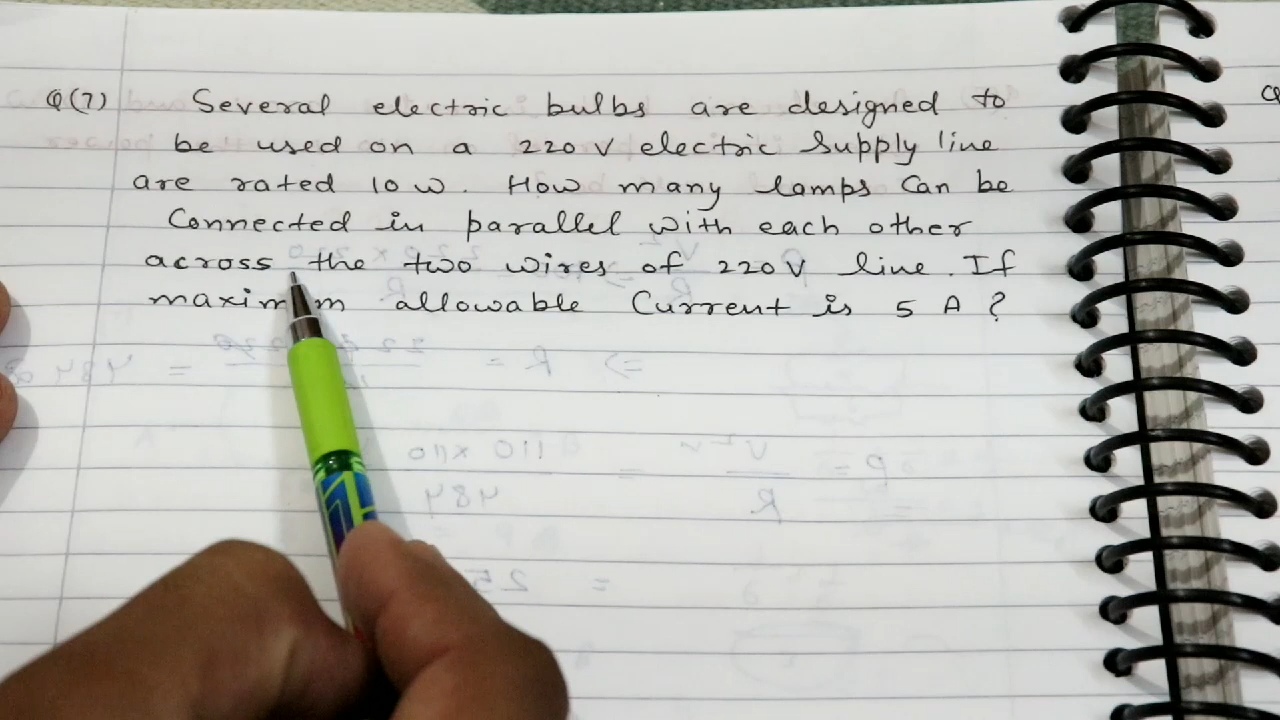 Q(7) Several electric bulbs are designed to
be used on a 220 V electric supply line
are rated 10 W. How many lamps can be
connected in parallel with each other
across the two wires of 220 V line. If
allowable current is 5 A ?